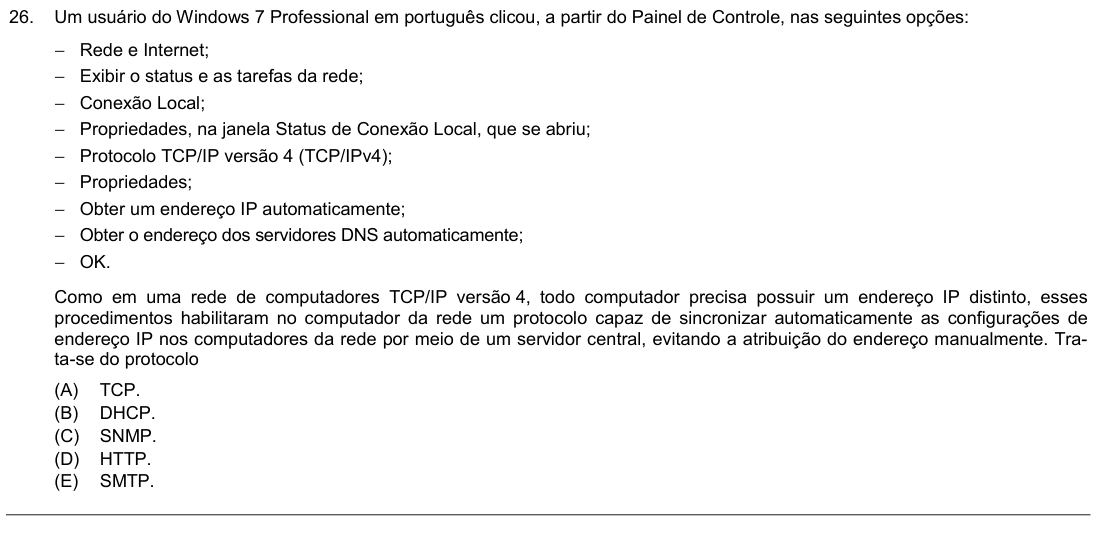 26. Um usuário do Windows 7 Professional em português clicou, a partir do Painel de Controle, nas seguintes opções:
− Rede e Internet;
− Exibir o status e as tarefas da rede;
− Conexão Local;
− Propriedades, na janela Status de Conexão Local, que se abriu;
− Protocolo TCP/IP versão 4 (TCP/IPv4);
− Propriedades;
− Obter um endereço IP automaticamente;
− Obter o endereço dos servidores DNS automaticamente;
− OK.
Como em uma rede de computadores TCP/IP versão 4, todo computador precisa possuir um endereço IP distinto, esses
procedimentos habilitaram no computador da rede um protocolo capaz de sincronizar automaticamente as configurações de
endereço IP nos computadores da rede por meio de um servidor central, evitando a atribuição do endereço manualmente. Tra-
ta-se do protocolo
(A) TCP.
(B) DHCP.
(C) SNMP.
(D) HTTP.
(E) SMTP.